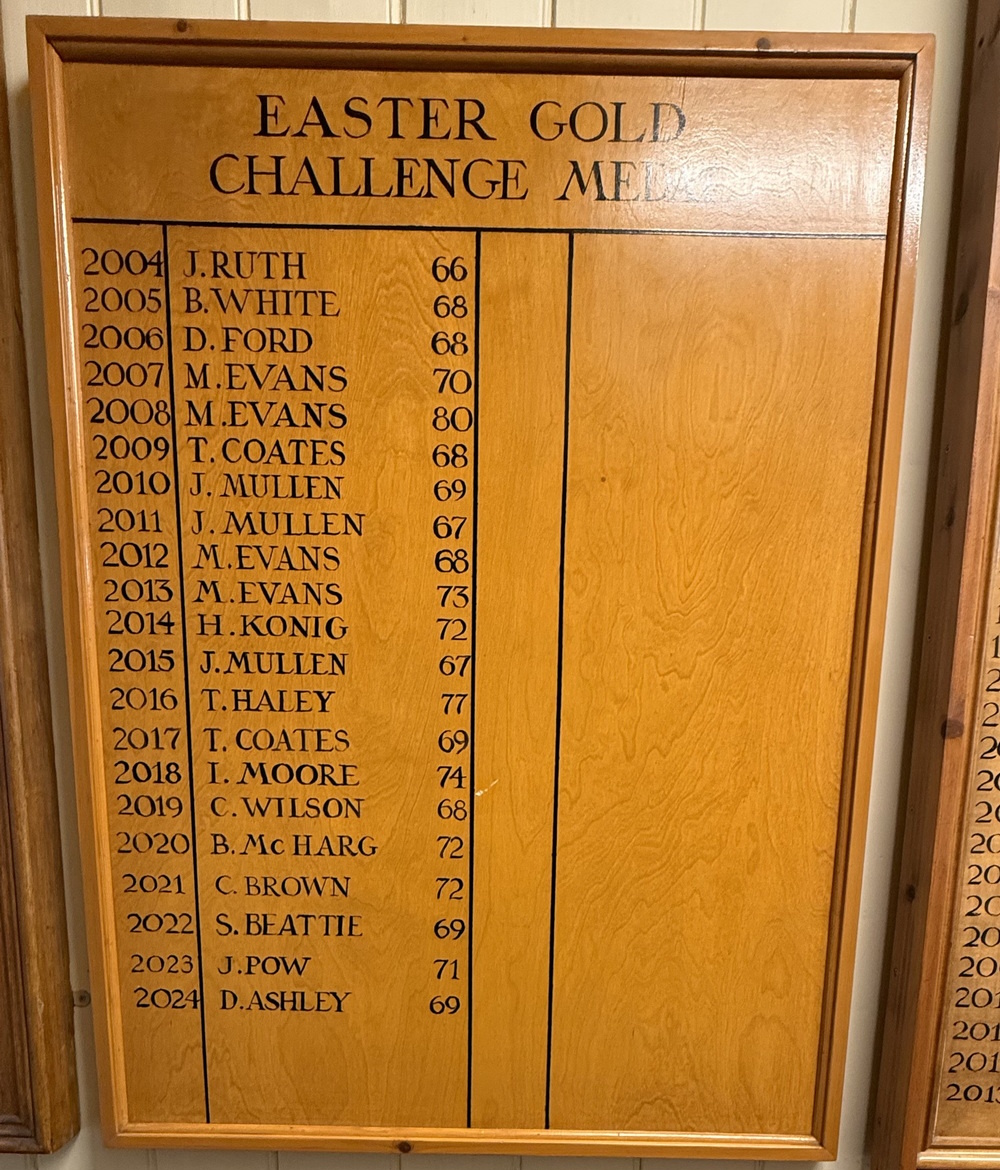 EASTER GOLD
CHALLENGE MEDAL
2004 J.RUTH 66
2005 B.WHITE 68
2006 D.FORD 68
2007 M.EVANS 70
2008 M.EVANS 80
2009 T.COATES 68
2010 J. MULLEN 69
2011 J. MULLEN 67
2012 M.EVANS 68
2013 M.EVANS 73
2014 H.KONIG 72
2015 J.MULLEN 67
2016 T.HALEY 77
2017 T. COATES 69
2018 I. MOORE 74
2019 C.WILSON 68
2020 B.Mc HARG 72
2021 C.BROWN 72
2022 S.BEATTIE 69
2023 J.POW 71
2024 D.ASHLEY 69